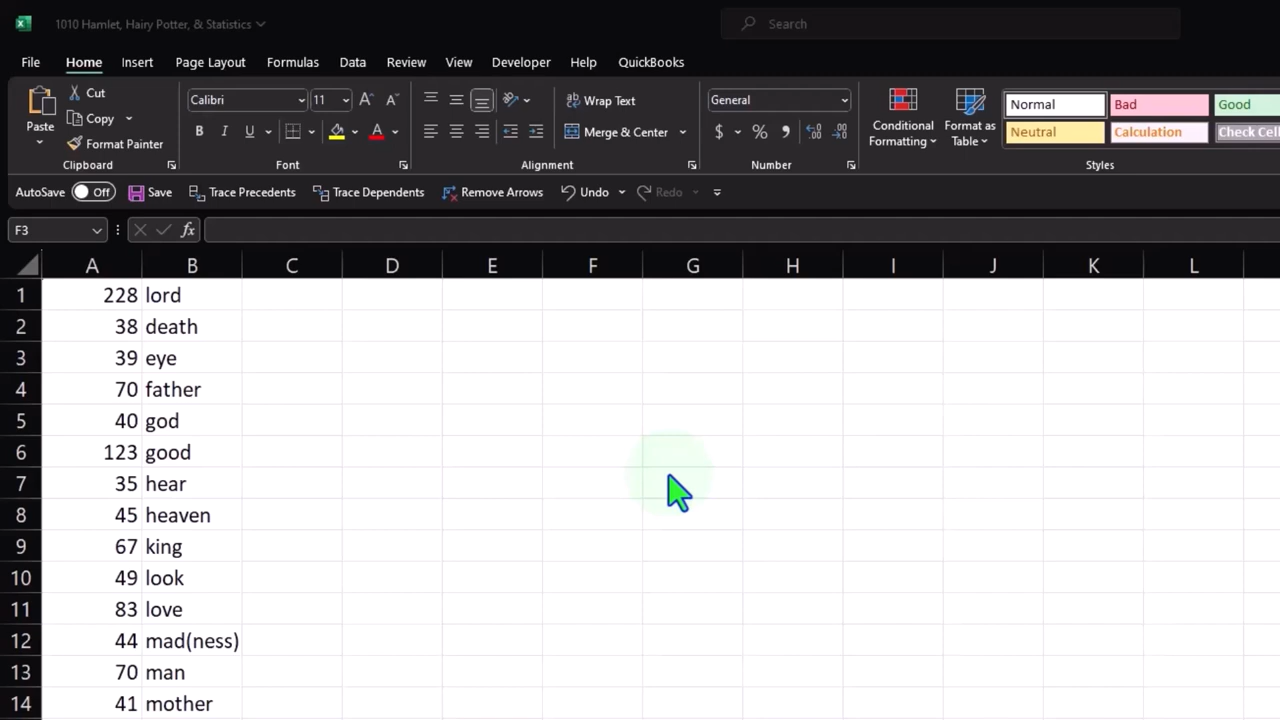 1010 Hamlet, Hairy Potter, & Statistics
Search
File Home Insert Page Layout Formulas Data Review View Developer Help QuickBooks
Paste
Cut
Copy
Format Painter
Clipboard
Calibri 11
B I U
Font
Wrap Text
Merge & Center
Alignment
General
$ % ,
Number
Conditional Formatting
Format as Table
Normal Bad Good
Neutral Calculation Check Cell
Styles
AutoSave Off Save Trace Precedents Trace Dependents Remove Arrows Undo Redo
F3 fx
A B C D E F G H I J K L
1 228 lord
2 38 death
3 39 eye
4 70 father
5 40 god
6 123 good
7 35 hear
8 45 heaven
9 67 king
10 49 look
11 83 love
12 44 mad(ness)
13 70 man
14 41 mother